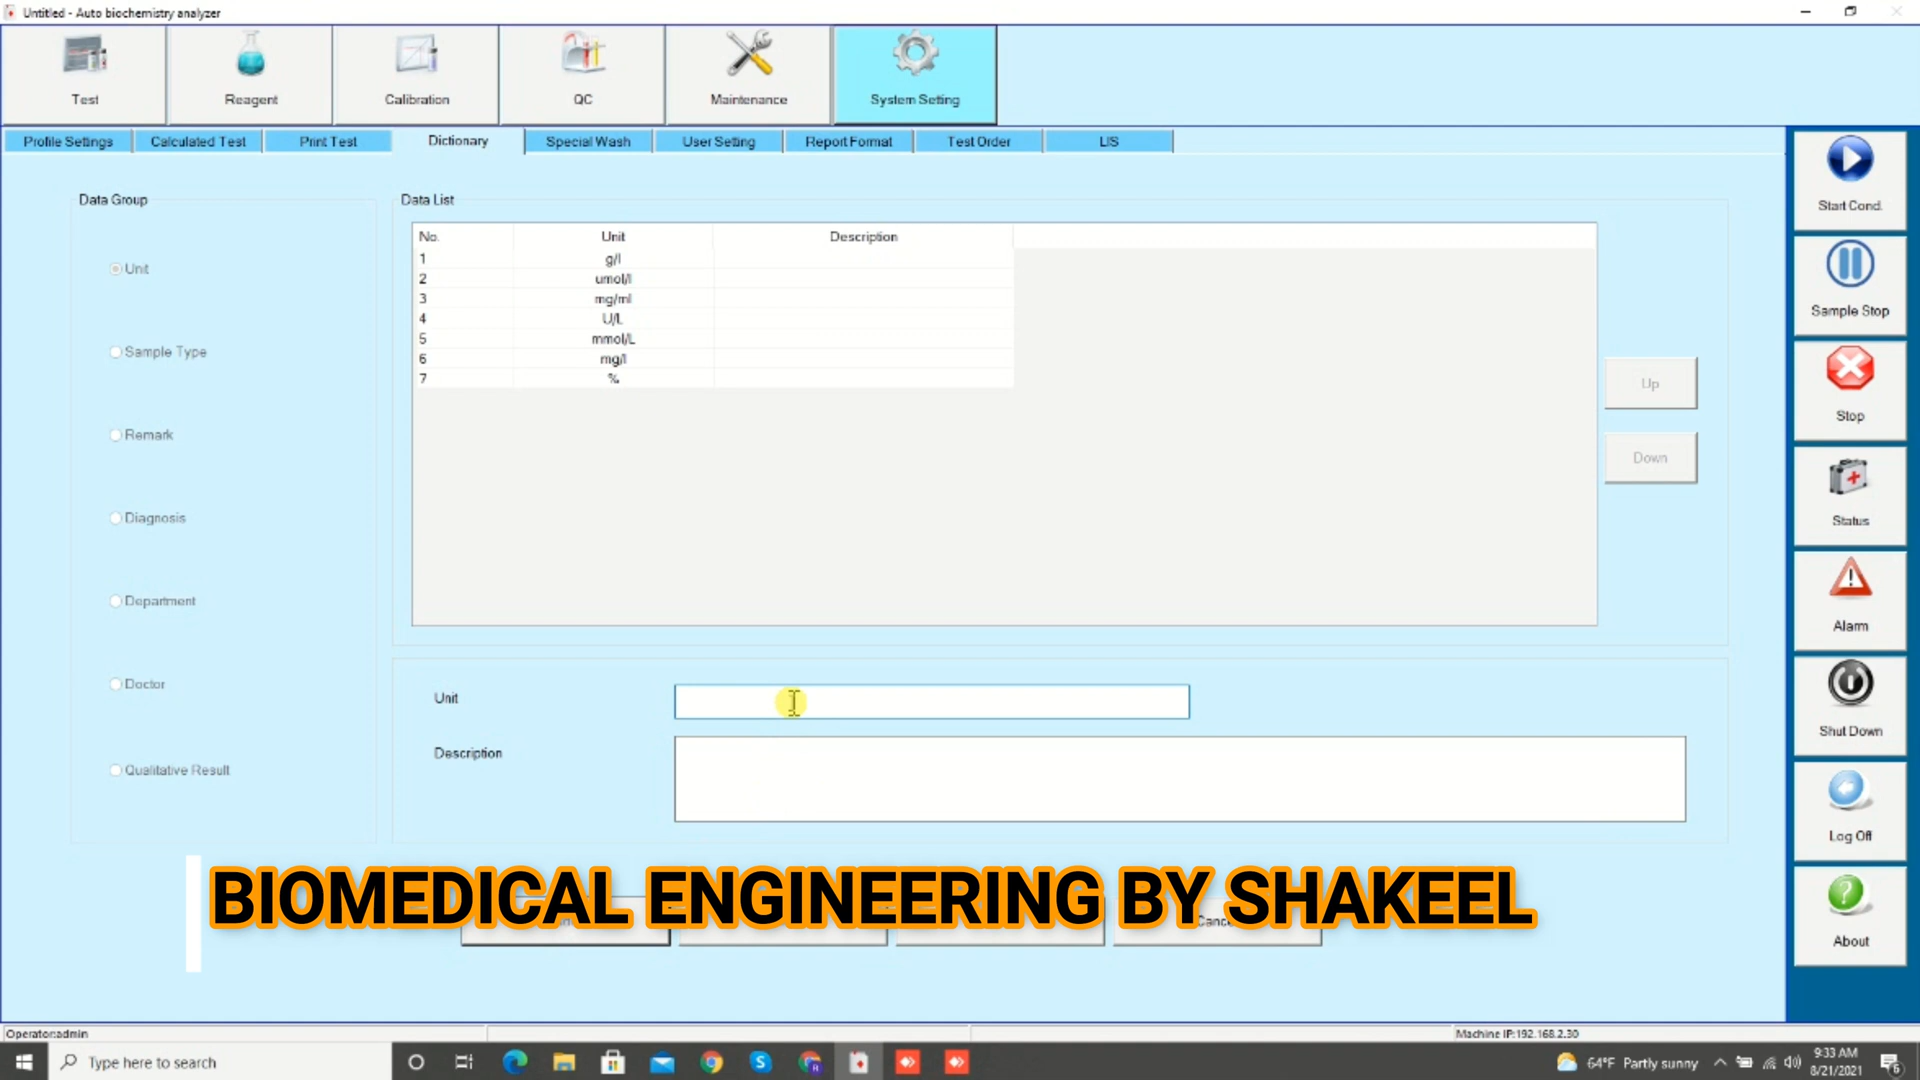 Untitled - Auto biochemistry analyzer
Test
Reagent
Calibration
QC
Maintenance
System Setting
Profile Settings
Calculated Test
Print Test
Dictionary
Special Wash
User Setting
Report Format
Test Order
LIS
Data Group
Unit
Sample Type
Remark
Diagnosis
Department
Doctor
Qualitative Result
Data List
No. Unit Description
1 g/l
2 umol/l
3 mg/ml
4 U/L
5 mmol/L
6 mg/l
7 %
Up
Down
Unit
Description
BIOMEDICAL ENGINEERING BY SHAKEEL
Start Cond.
Sample Stop
Stop
Status
Alarm
Shut Down
Log Off
About
Operator:admin
Machine IP:192.168.2.30
Type here to search
64°F Partly sunny
9:33 AM
8/21/2021